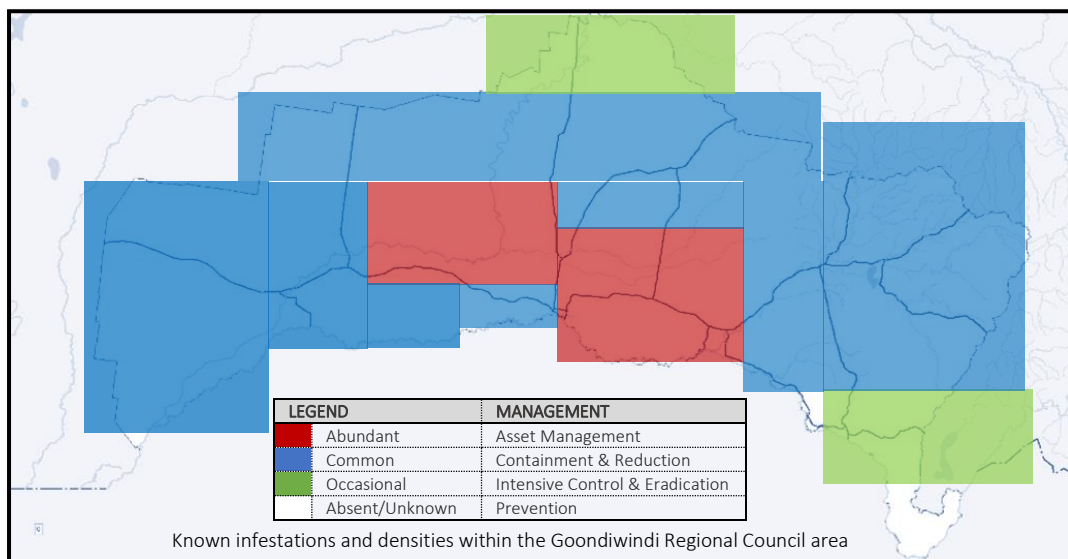 LEGEND MANAGEMENT
Abundant Asset Management
Common Containment & Reduction
Occasional Intensive Control & Eradication
Absent/Unknown Prevention
Known infestations and densities within the Goondiwindi Regional Council area